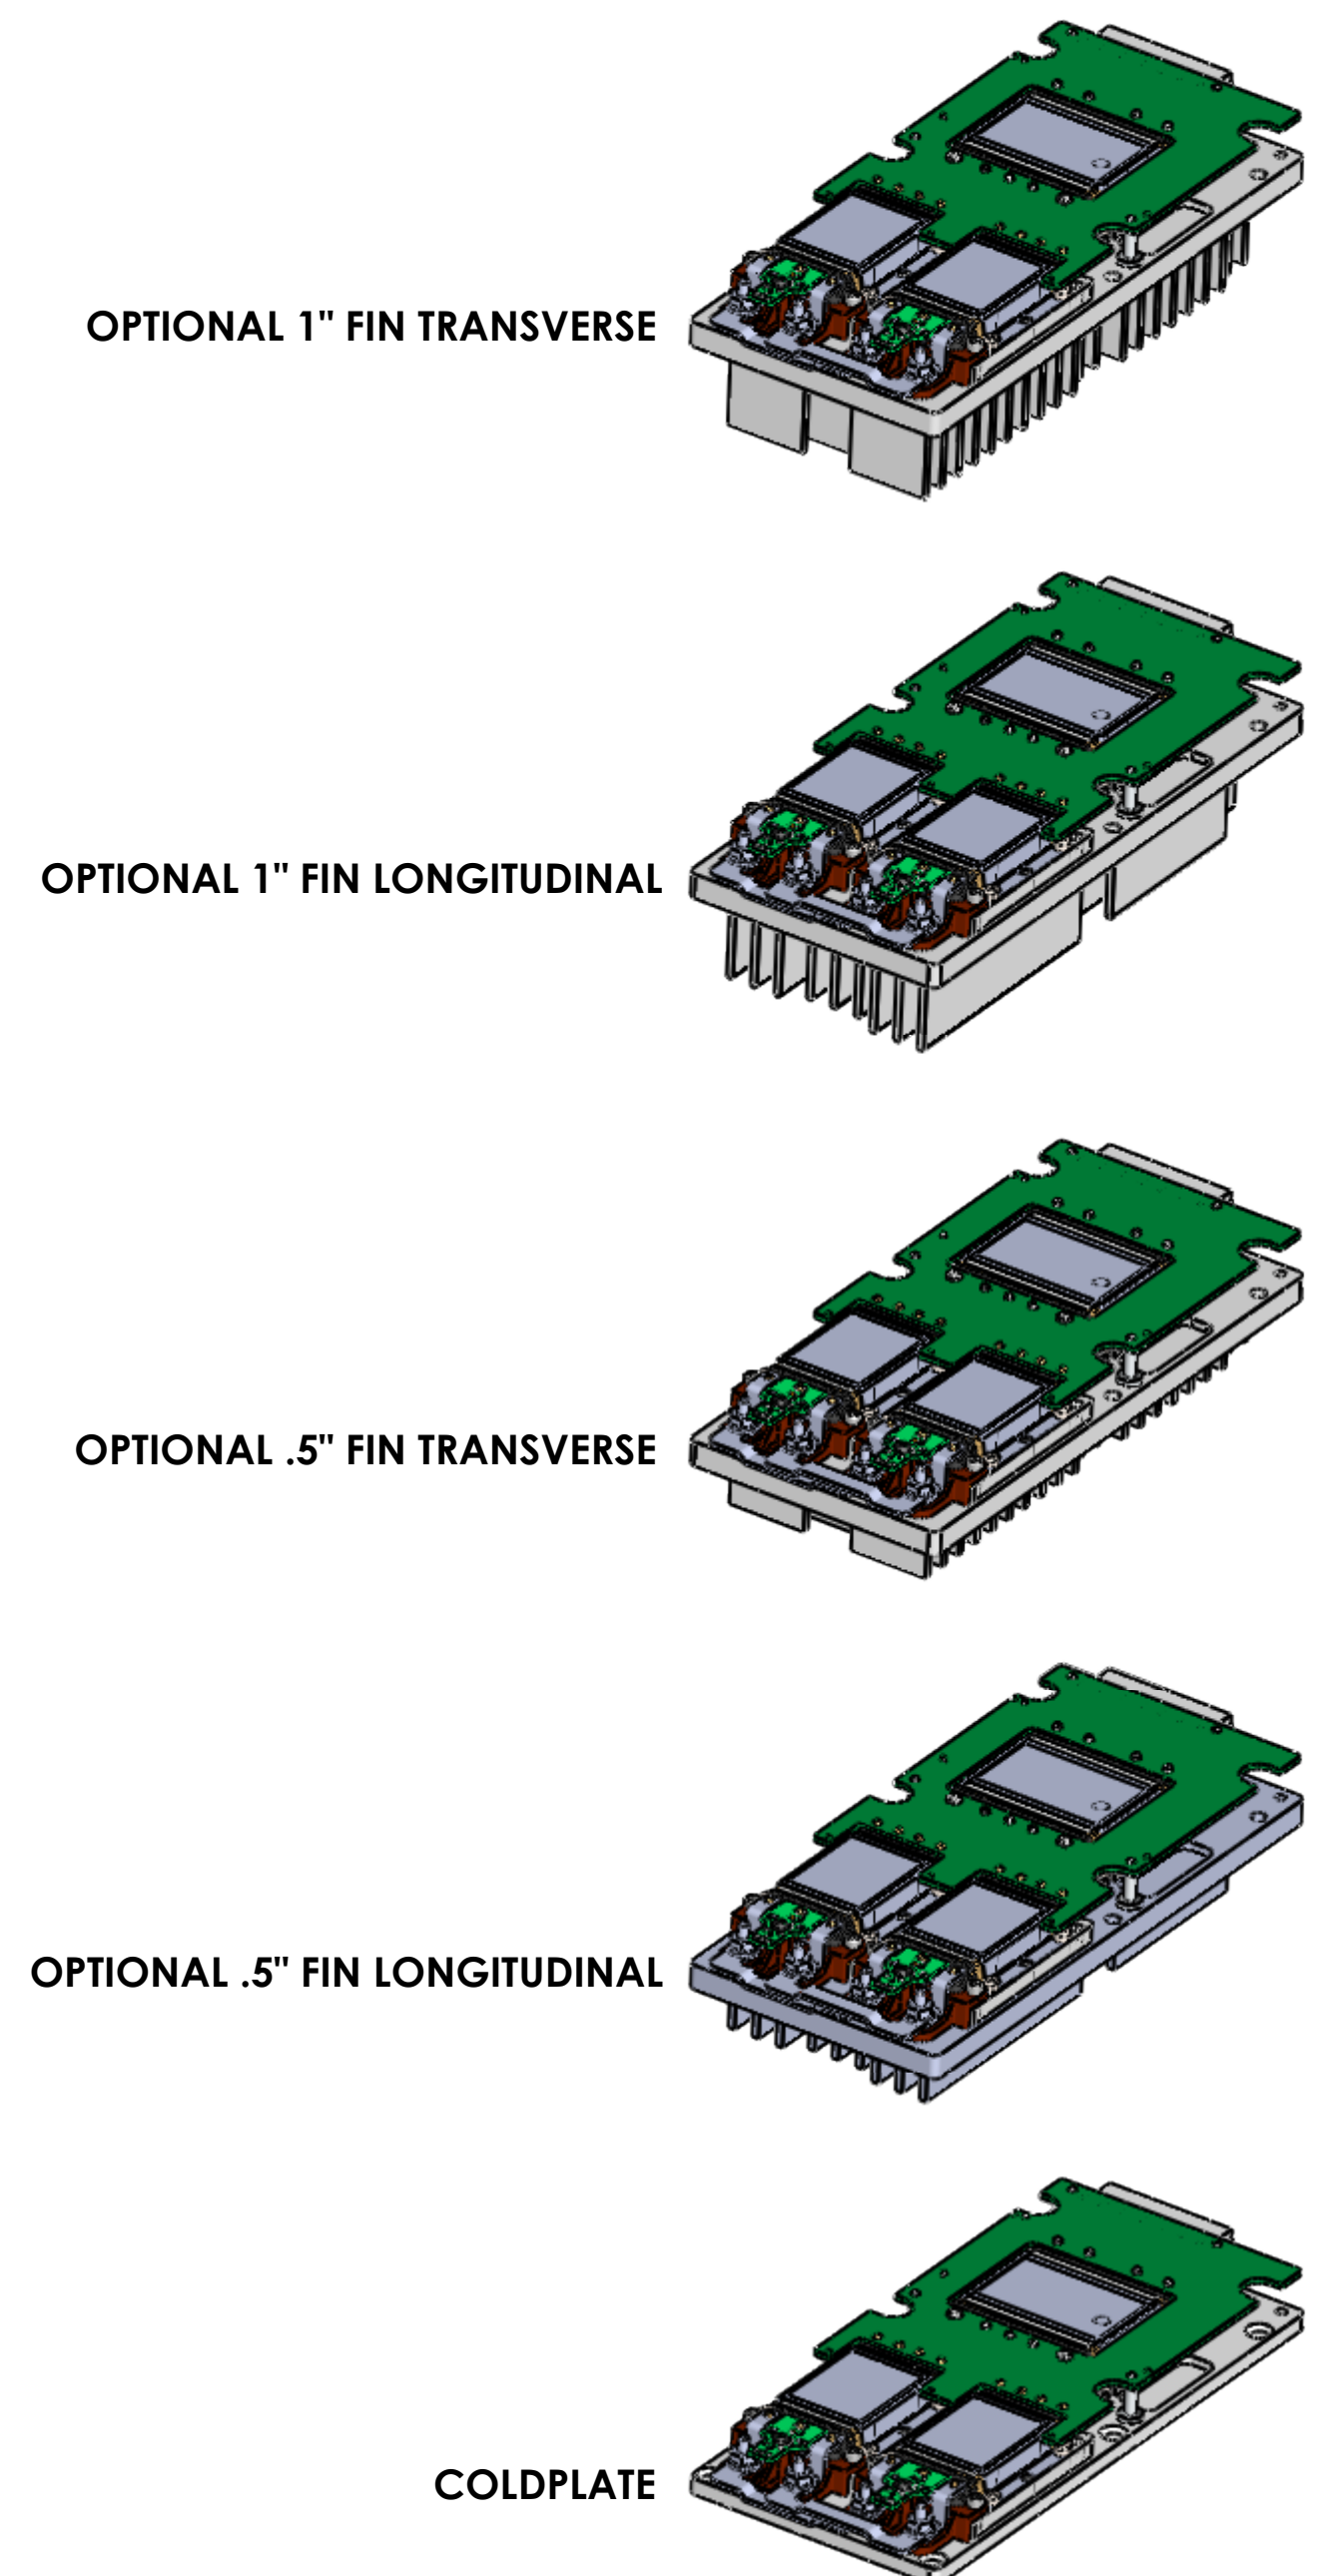 OPTIONAL 1" FIN TRANSVERSE
OPTIONAL 1" FIN LONGITUDINAL
OPTIONAL .5" FIN TRANSVERSE
OPTIONAL .5" FIN LONGITUDINAL
COLDPLATE